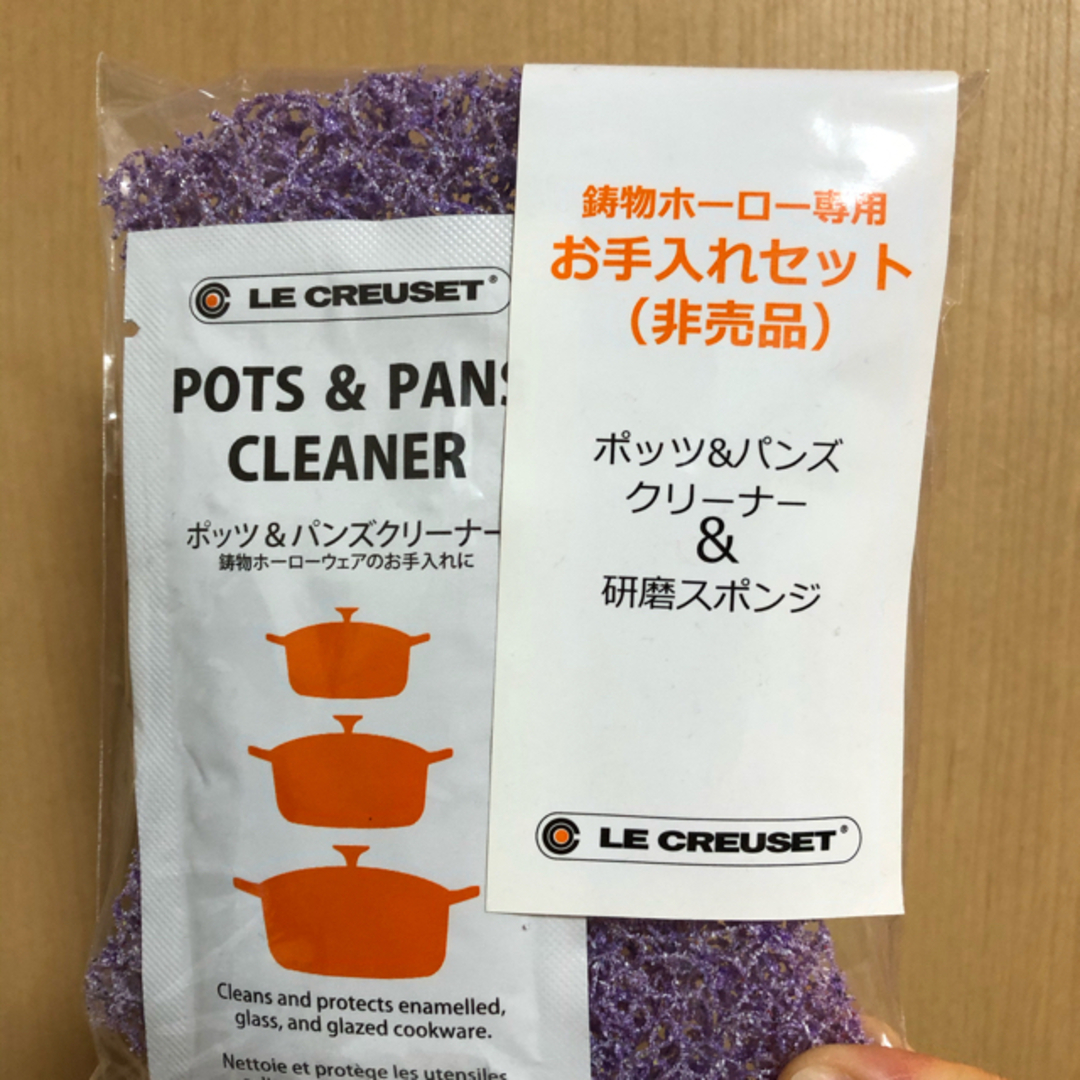 LE CREUSET®
POTS & PANS
CLEANER
ポッツ & パンズクリーナー
鋳物ホーローウェアのお手入れに
Cleans and protects enamelled,
glass, and glazed cookware.
Nettoie et protège les utensiles
鋳物ホーロー専用
お手入れセット
（非売品）
ポッツ&パンズ
クリーナー
&
研磨スポンジ
LE CREUSET®